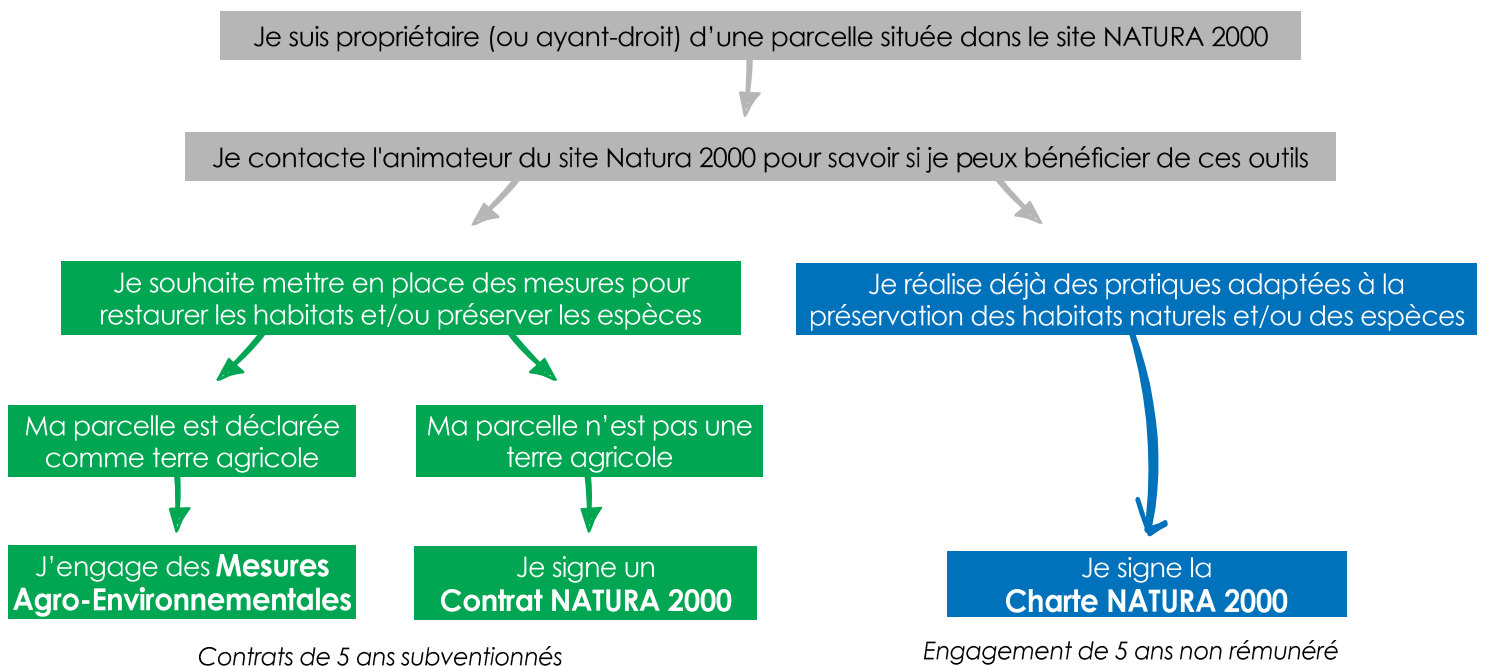 Je suis propriétaire (ou ayant-droit) d’une parcelle située dans le site NATURA 2000
Je contacte l'animateur du site Natura 2000 pour savoir si je peux bénéficier de ces outils
Je souhaite mettre en place des mesures pour
restaurer les habitats et/ou préserver les espèces
Je réalise déjà des pratiques adaptées à la
préservation des habitats naturels et/ou des espèces
Ma parcelle est déclarée
comme terre agricole
Ma parcelle n’est pas une
terre agricole
J’engage des Mesures
Agro-Environnementales
Je signe un
Contrat NATURA 2000
Je signe la
Charte NATURA 2000
Contrats de 5 ans subventionnés
Engagement de 5 ans non rémunéré